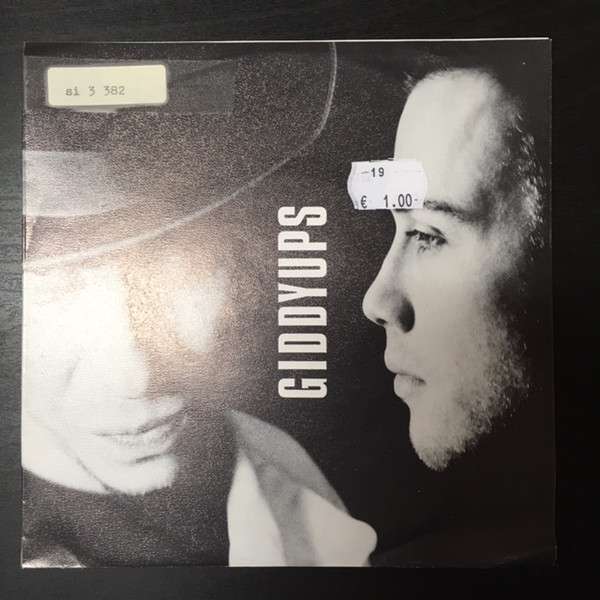 si 3 382
-19
€ 1.00-
GIDDYUPS